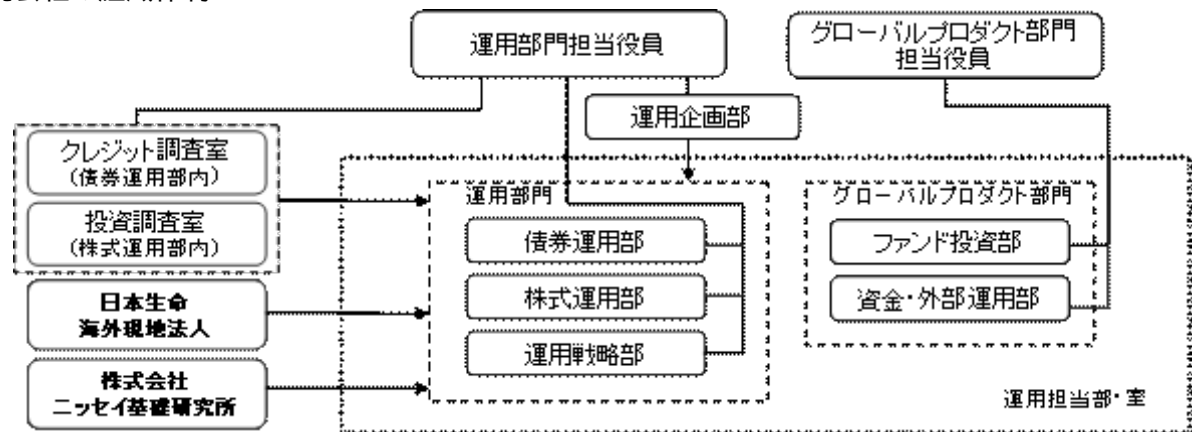 運用部門担当役員
グローバルプロダクト部門
担当役員
運用企画部
クレジット調査室
(債券運用部内)
投資調査室
(株式運用部内)
日本生命
海外現地法人
株式会社
ニッセイ基礎研究所
運用部門
債券運用部
株式運用部
運用戦略部
グローバルプロダクト部門
ファンド投資部
資金・外部運用部
運用担当部・室